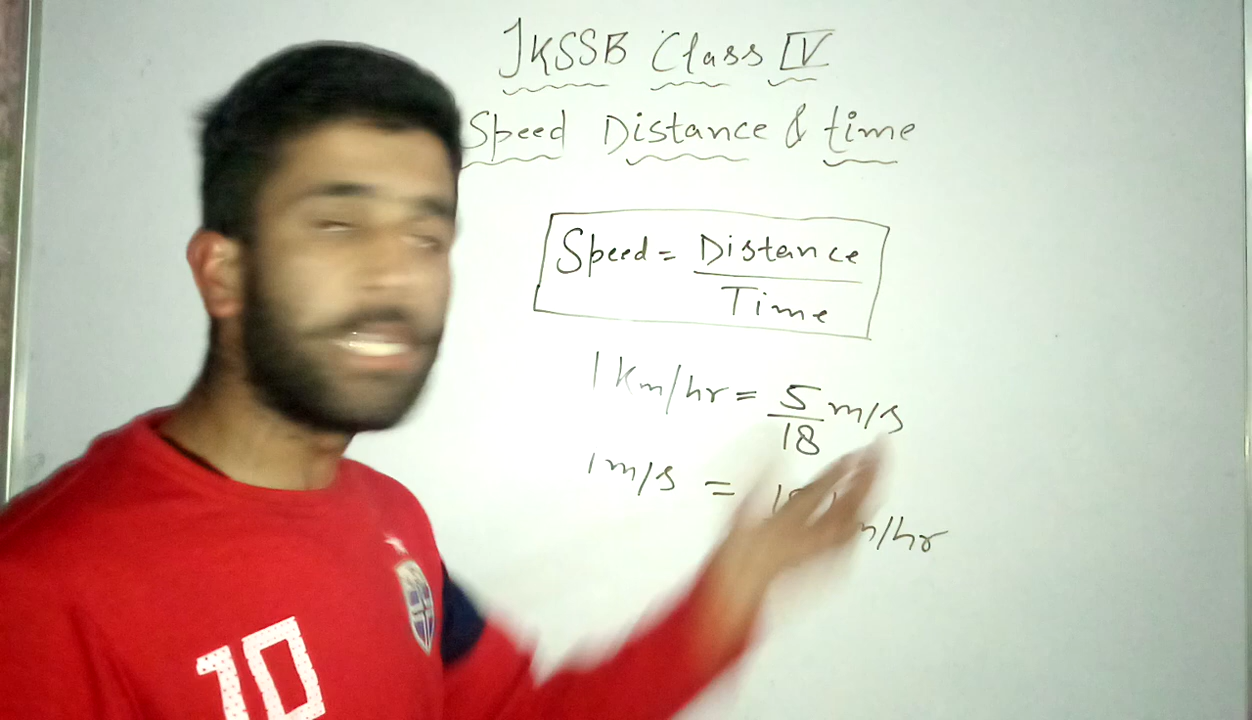 JKSSB Class IV
Speed Distance & time
Speed = Distance
Time
1 km/hr = 5 m/s
18
1 m/s =
/hr
10